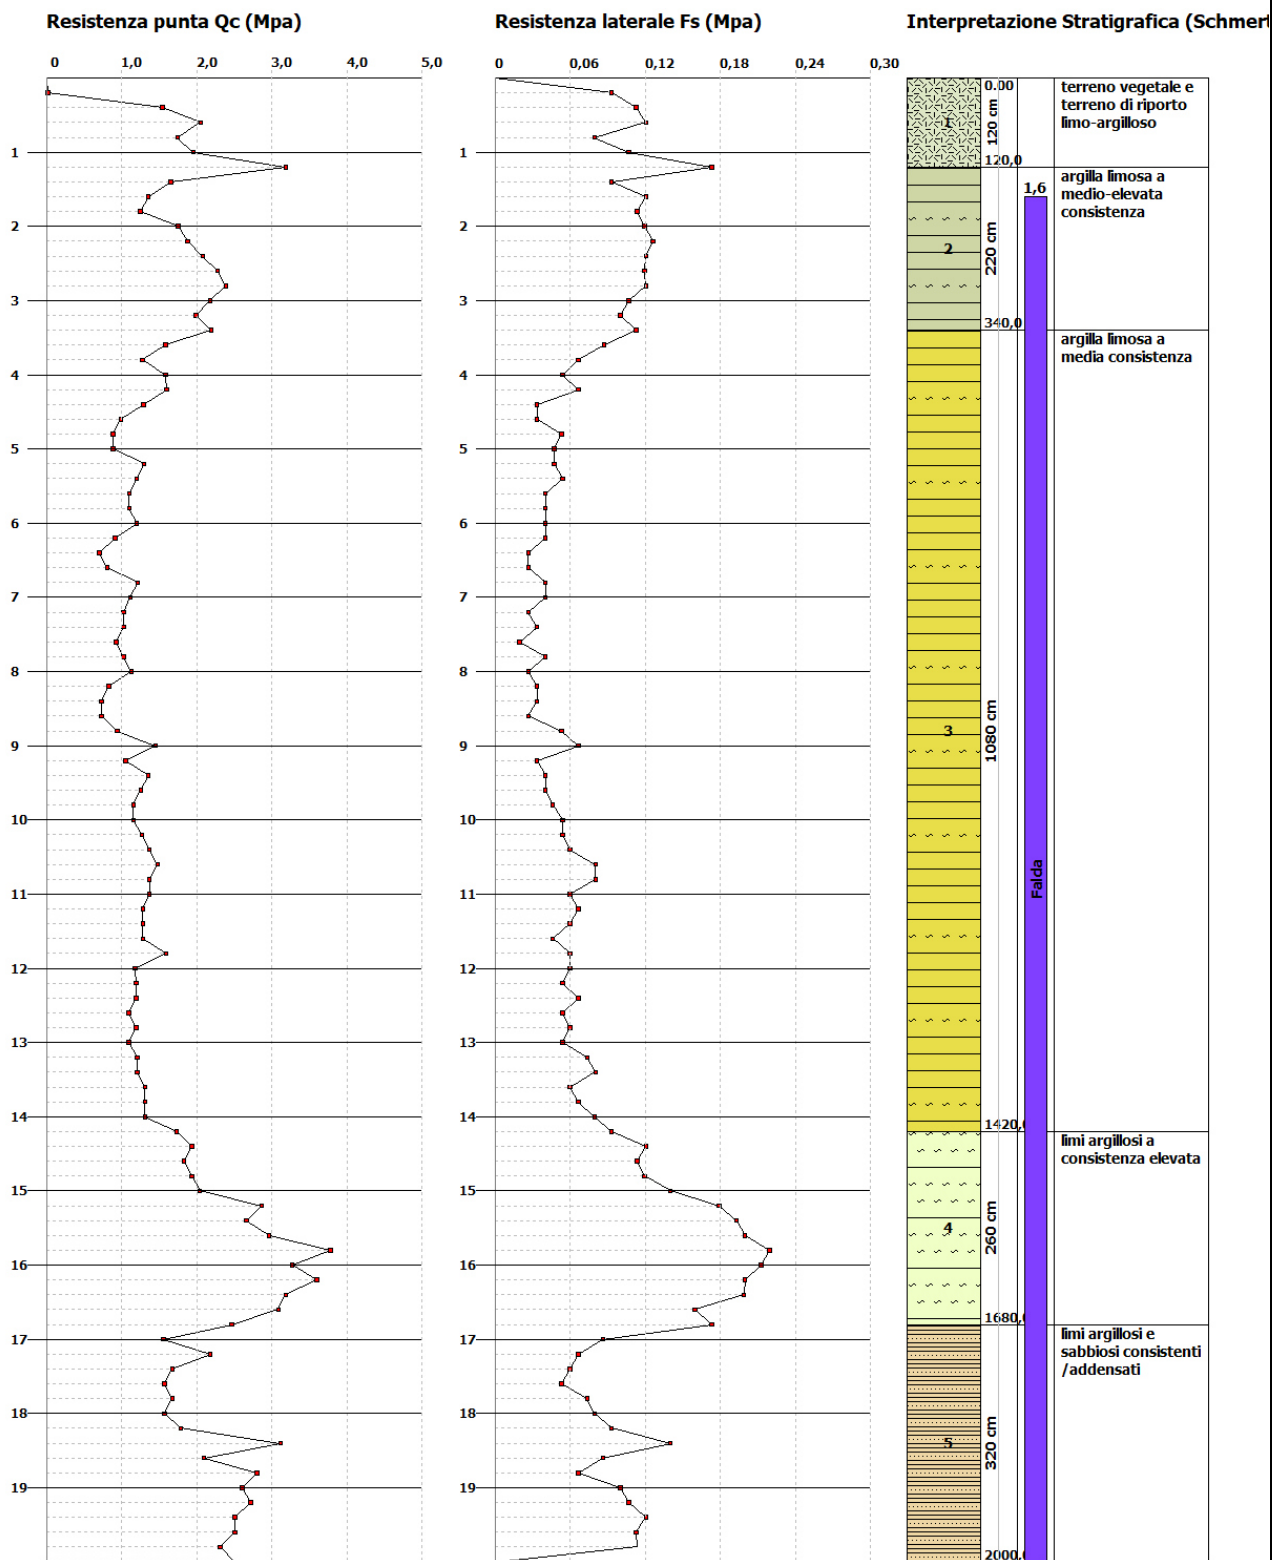 Resistenza punta Qc (Mpa)
Resistenza laterale Fs (Mpa)
Interpretazione Stratigrafica (Schmert
0 1,0 2,0 3,0 4,0 5,0
0 0,06 0,12 0,18 0,24 0,30
0.00
terreno vegetale e
terreno di riporto
limo-argilloso
1
120 cm
120,0
1 1
argilla limosa a
medio-elevata
consistenza
1,6
2 2
2
220 cm
3 3
340,0
argilla limosa a
media consistenza
4 4
5 5
6 6
7 7
8 8
3
1080 cm
9 9
10 10
Falda
11 11
12 12
13 13
14 14
1420,0
limi argillosi a
consistenza elevata
15 15
4
260 cm
16 16
1680,0
limi argillosi e
sabbiosi consistenti
/addensati
17 17
18 18
5
320 cm
19 19
2000,0